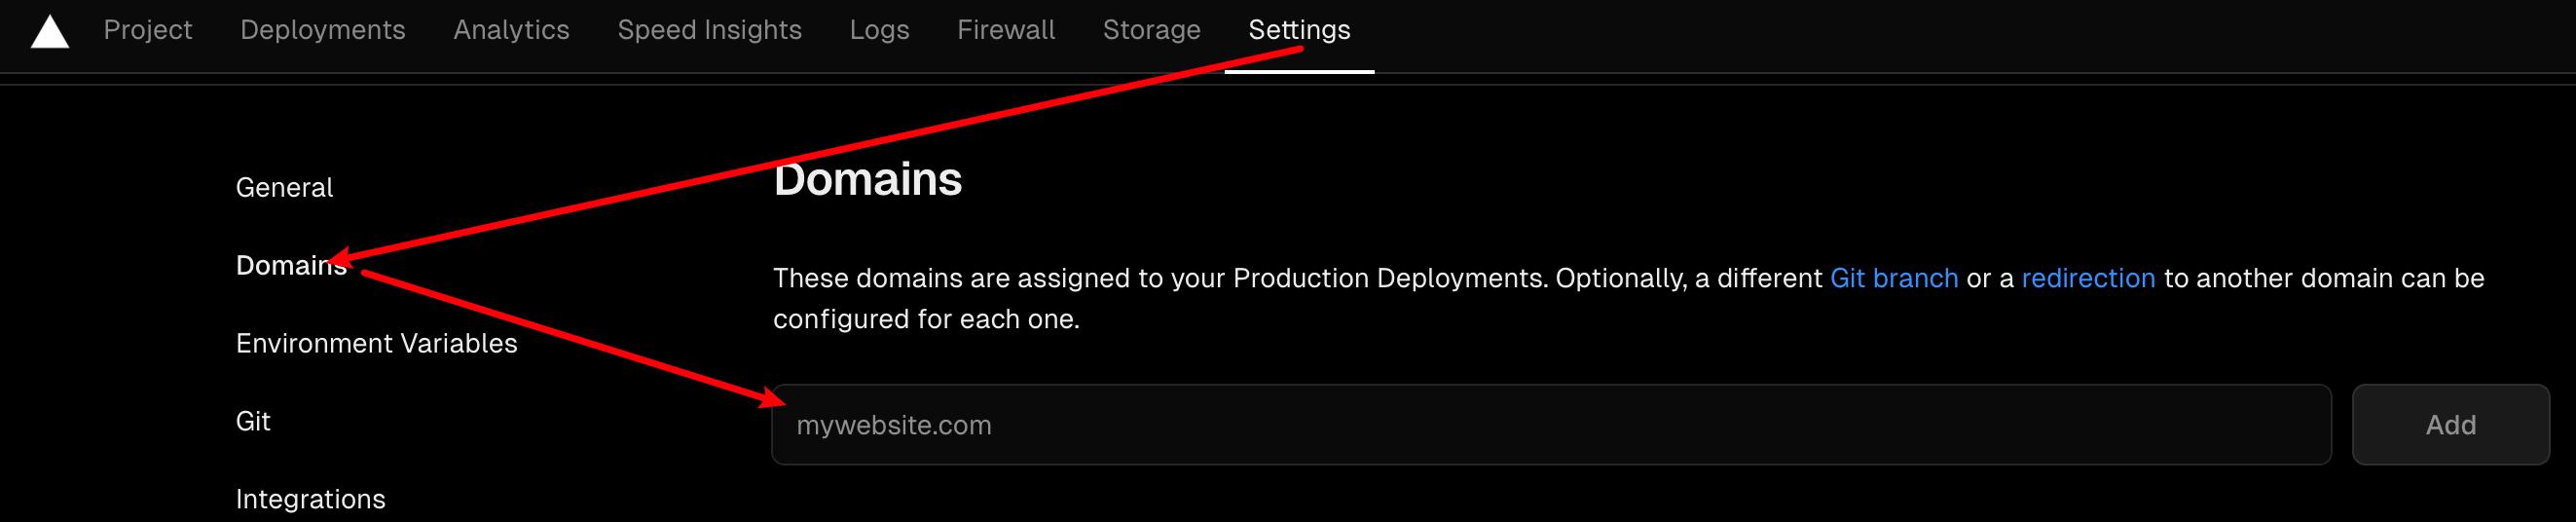 Project Deployments Analytics Speed Insights Logs Firewall Storage Settings
General
Domains
Environment Variables
Git
Integrations
Domains
These domains are assigned to your Production Deployments. Optionally, a different Git branch or a redirection to another domain can be
configured for each one.
mywebsite.com
Add